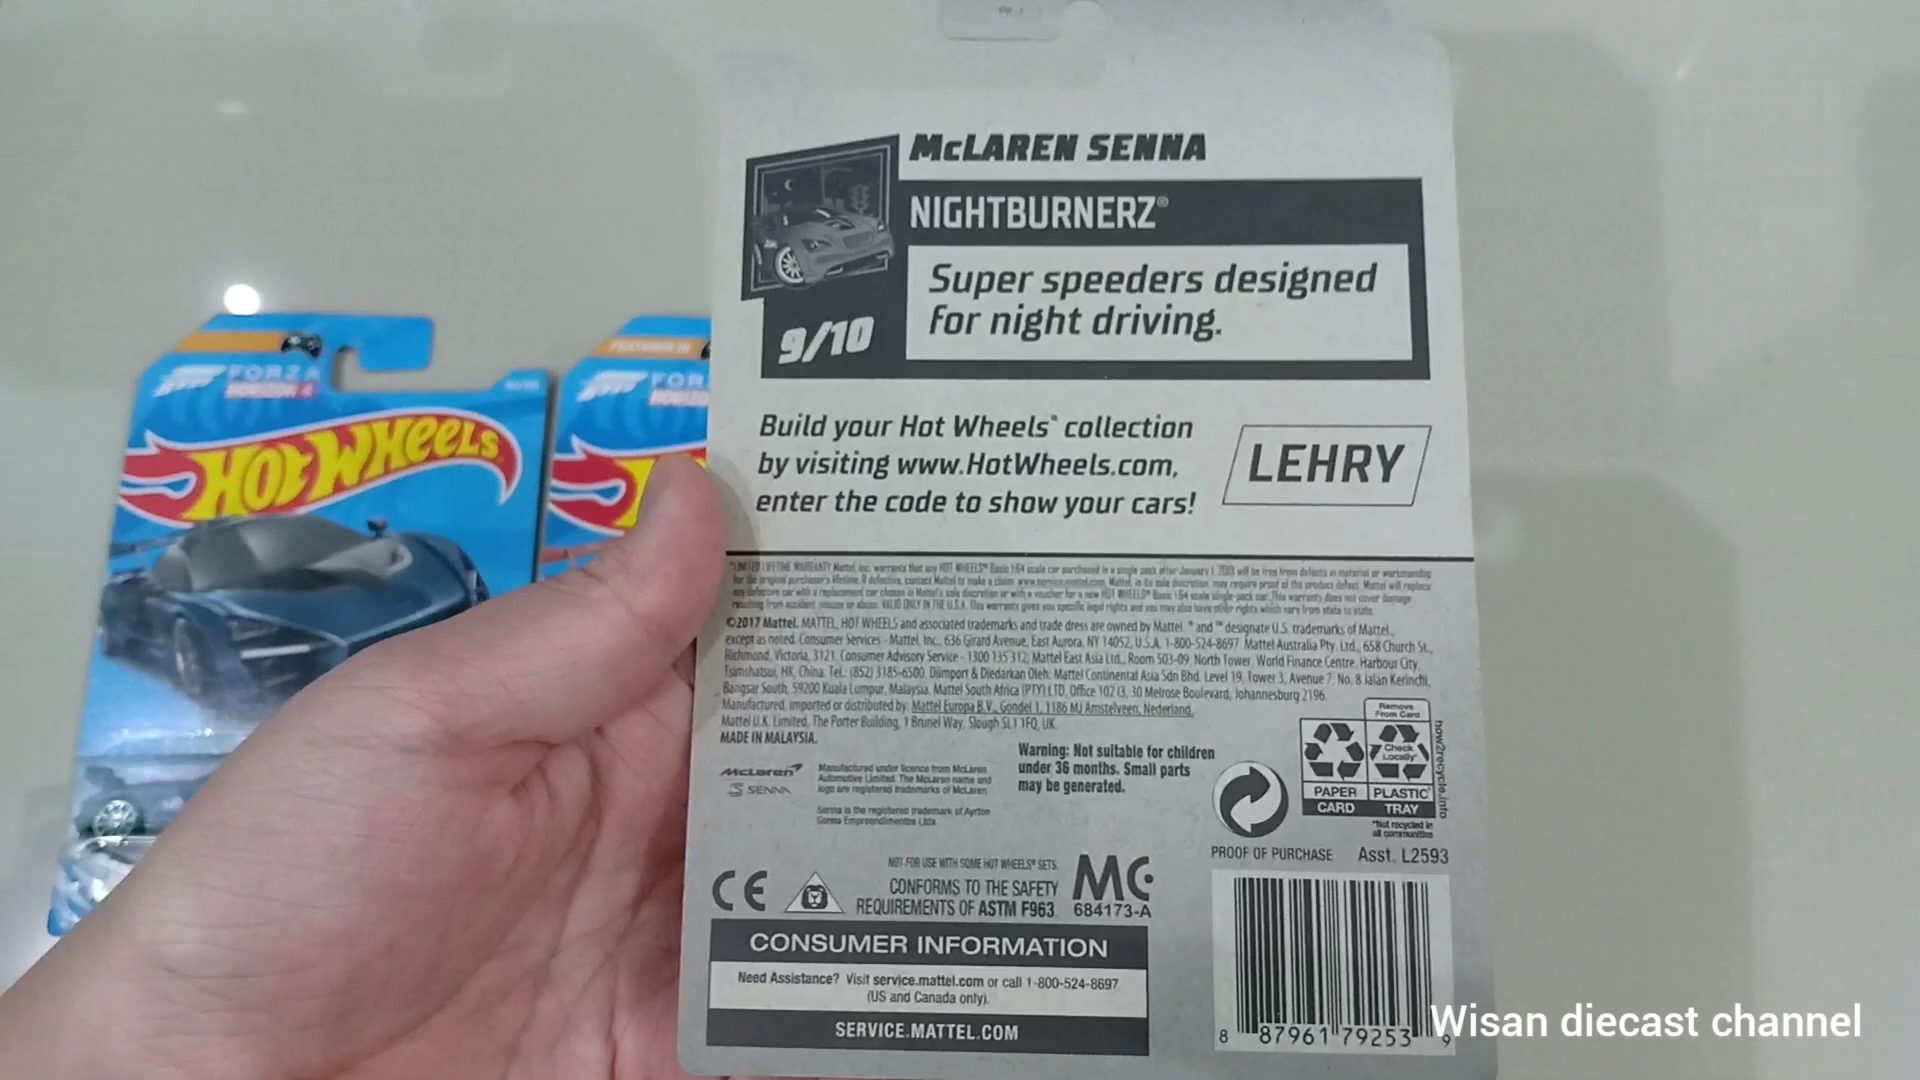 McLAREN SENNA
NIGHTBURNERZ®
Super speeders designed
for night driving.
9/10
Build your Hot Wheels® collection
by visiting www.HotWheels.com,
enter the code to show your cars!
LEHRY
FORZA
HORIZON 4
HOT WHEELS
FEATURED IN
FOR
HORIZO
*LIMITED LIFETIME WARRANTY Mattel, Inc. warrants that any HOT WHEELS® Basic 1:64 scale car purchased in a single pack after January 1, will be free from defects in material or workmanship
for the original purchaser's lifetime. If defective, contact Mattel to make a claim: www.service.mattel.com. Mattel, in its sole discretion, may require proof of the product defect. Mattel will replace
any defective car with a replacement car chosen in Mattel's sole discretion or with a voucher for a new HOT WHEELS® Basic 1:64 scale single-pack car. This warranty does not cover damage
resulting from accident, misuse or abuse. VALID ONLY IN THE U.S.A. This warranty gives you specific legal rights and you may also have other rights which vary from state to state.
©2017 Mattel. MATTEL, HOT WHEELS and associated trademarks and trade dress are owned by Mattel. ® and ™ designate U.S. trademarks of Mattel,
except as noted. Consumer Services - Mattel, Inc., 636 Girard Avenue, East Aurora, NY 14052, U.S.A. 1-800-524-8697. Mattel Australia Pty. Ltd., 658 Church St.,
Richmond, Victoria, 3121. Consumer Advisory Service - 1300 135 312. Mattel East Asia Ltd., Room 503-09, North Tower, World Finance Centre, Harbour City,
Tsimshatsui, HK, China. Tel.: (852) 3185-6500. Diimport & Diedarkan Oleh: Mattel Continental Asia Sdn Bhd. Level 19, Tower 3, Avenue 7, No. 8 Jalan Kerinchi,
Bangsar South, 59200 Kuala Lumpur, Malaysia. Mattel South Africa (PTY) LTD, Office 102 I3, 30 Melrose Boulevard, Johannesburg 2196.
Manufactured, imported or distributed by: Mattel Europa B.V., Gondel 1, 1186 MJ Amstelveen, Nederland.
Mattel U.K. Limited, The Porter Building, 1 Brunel Way, Slough SL1 1FQ, UK.
MADE IN MALAYSIA.
McLaren
SENNA
Manufactured under licence from McLaren
Automotive Limited. The McLaren name and
logo are registered trademarks of McLaren
Senna is the registered trademark of Ayrton
Senna Empreendimentos Ltda.
Warning: Not suitable for children
under 36 months. Small parts
may be generated.
Remove
From Card
Check
Locally*
PAPER
CARD
PLASTIC
TRAY
how2recycle.info
*Not recycled in
all communities
PROOF OF PURCHASE Asst. L2593
CE
NOT FOR USE WITH SOME HOT WHEELS® SETS.
CONFORMS TO THE SAFETY
REQUIREMENTS OF ASTM F963.
MC
684173-A
CONSUMER INFORMATION
Need Assistance? Visit service.mattel.com or call 1-800-524-8697
(US and Canada only).
SERVICE.MATTEL.COM
8 87961 79253 9
Wisan diecast channel